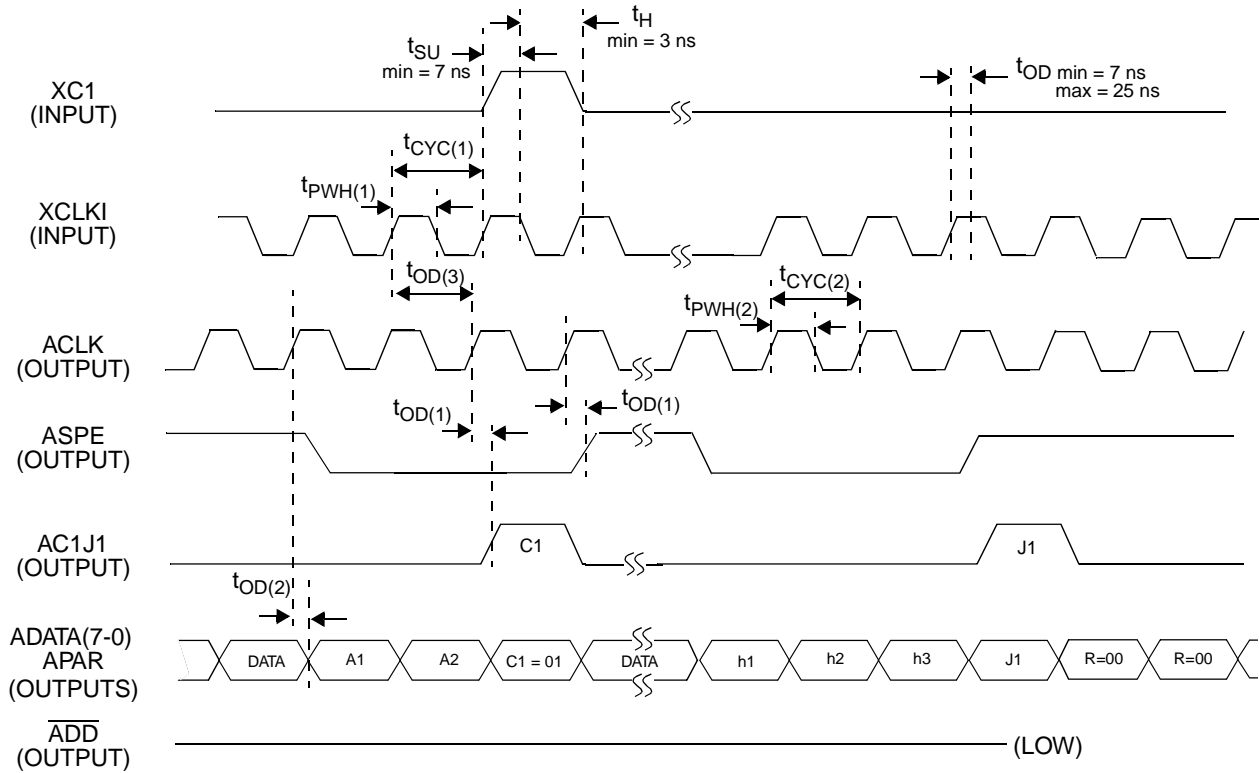 tH
min = 3 ns
tSU
min = 7 ns
tOD min = 7 ns
max = 25 ns
XC1
(INPUT)
tCYC(1)
tPWH(1)
XCLKI
(INPUT)
tOD(3)
tCYC(2)
tPWH(2)
ACLK
(OUTPUT)
tOD(1)
tOD(1)
ASPE
(OUTPUT)
AC1J1
(OUTPUT)
C1
J1
tOD(2)
ADATA(7-0)
APAR
(OUTPUTS)
DATA
A1
A2
C1 = 01
DATA
h1
h2
h3
J1
R=00
R=00
ADD
(OUTPUT)
(LOW)